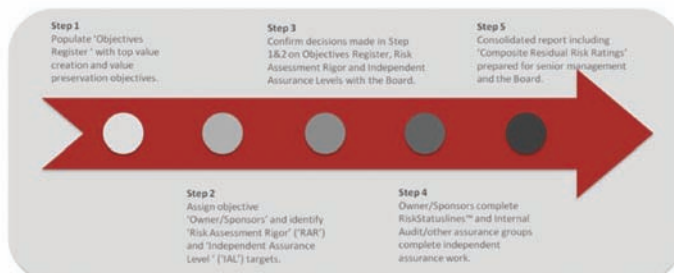 Step 1
Populate 'Objectives
Register ' with top value
creation and value
preservation objectives.
Step 3
Confirm decisions made in Step
1&2 on Objectives Register, Risk
Assessment Rigor and Independent
Assurance Levels with the Board.
Step 5
Consolidated report including
'Composite Residual Risk Ratings'
prepared for senior management
and the Board.
Step 2
Assign objective
'Owner/Sponsors' and identify
'Risk Assessment Rigor' ('RAR')
and 'Independent Assurance
Level ' ('IAL') targets.
Step 4
Owner/Sponsors complete
RiskStatuslines™ and Internal
Audit/other assurance groups
complete independent
assurance work.